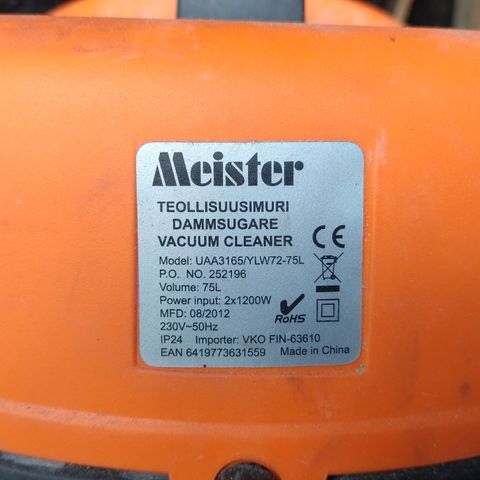 Meister
TEOLLISUUSIMURI
DAMMSUGARE
VACUUM CLEANER
CE
Model: UAA3165/YLW72-75L
P.O. NO. 252196
Volume: 75L
Power input: 2x1200W
MFD: 08/2012
RoHS
230V~50Hz
IP24 Importer: VKO FIN-63610
EAN 6419773631559 Made in China